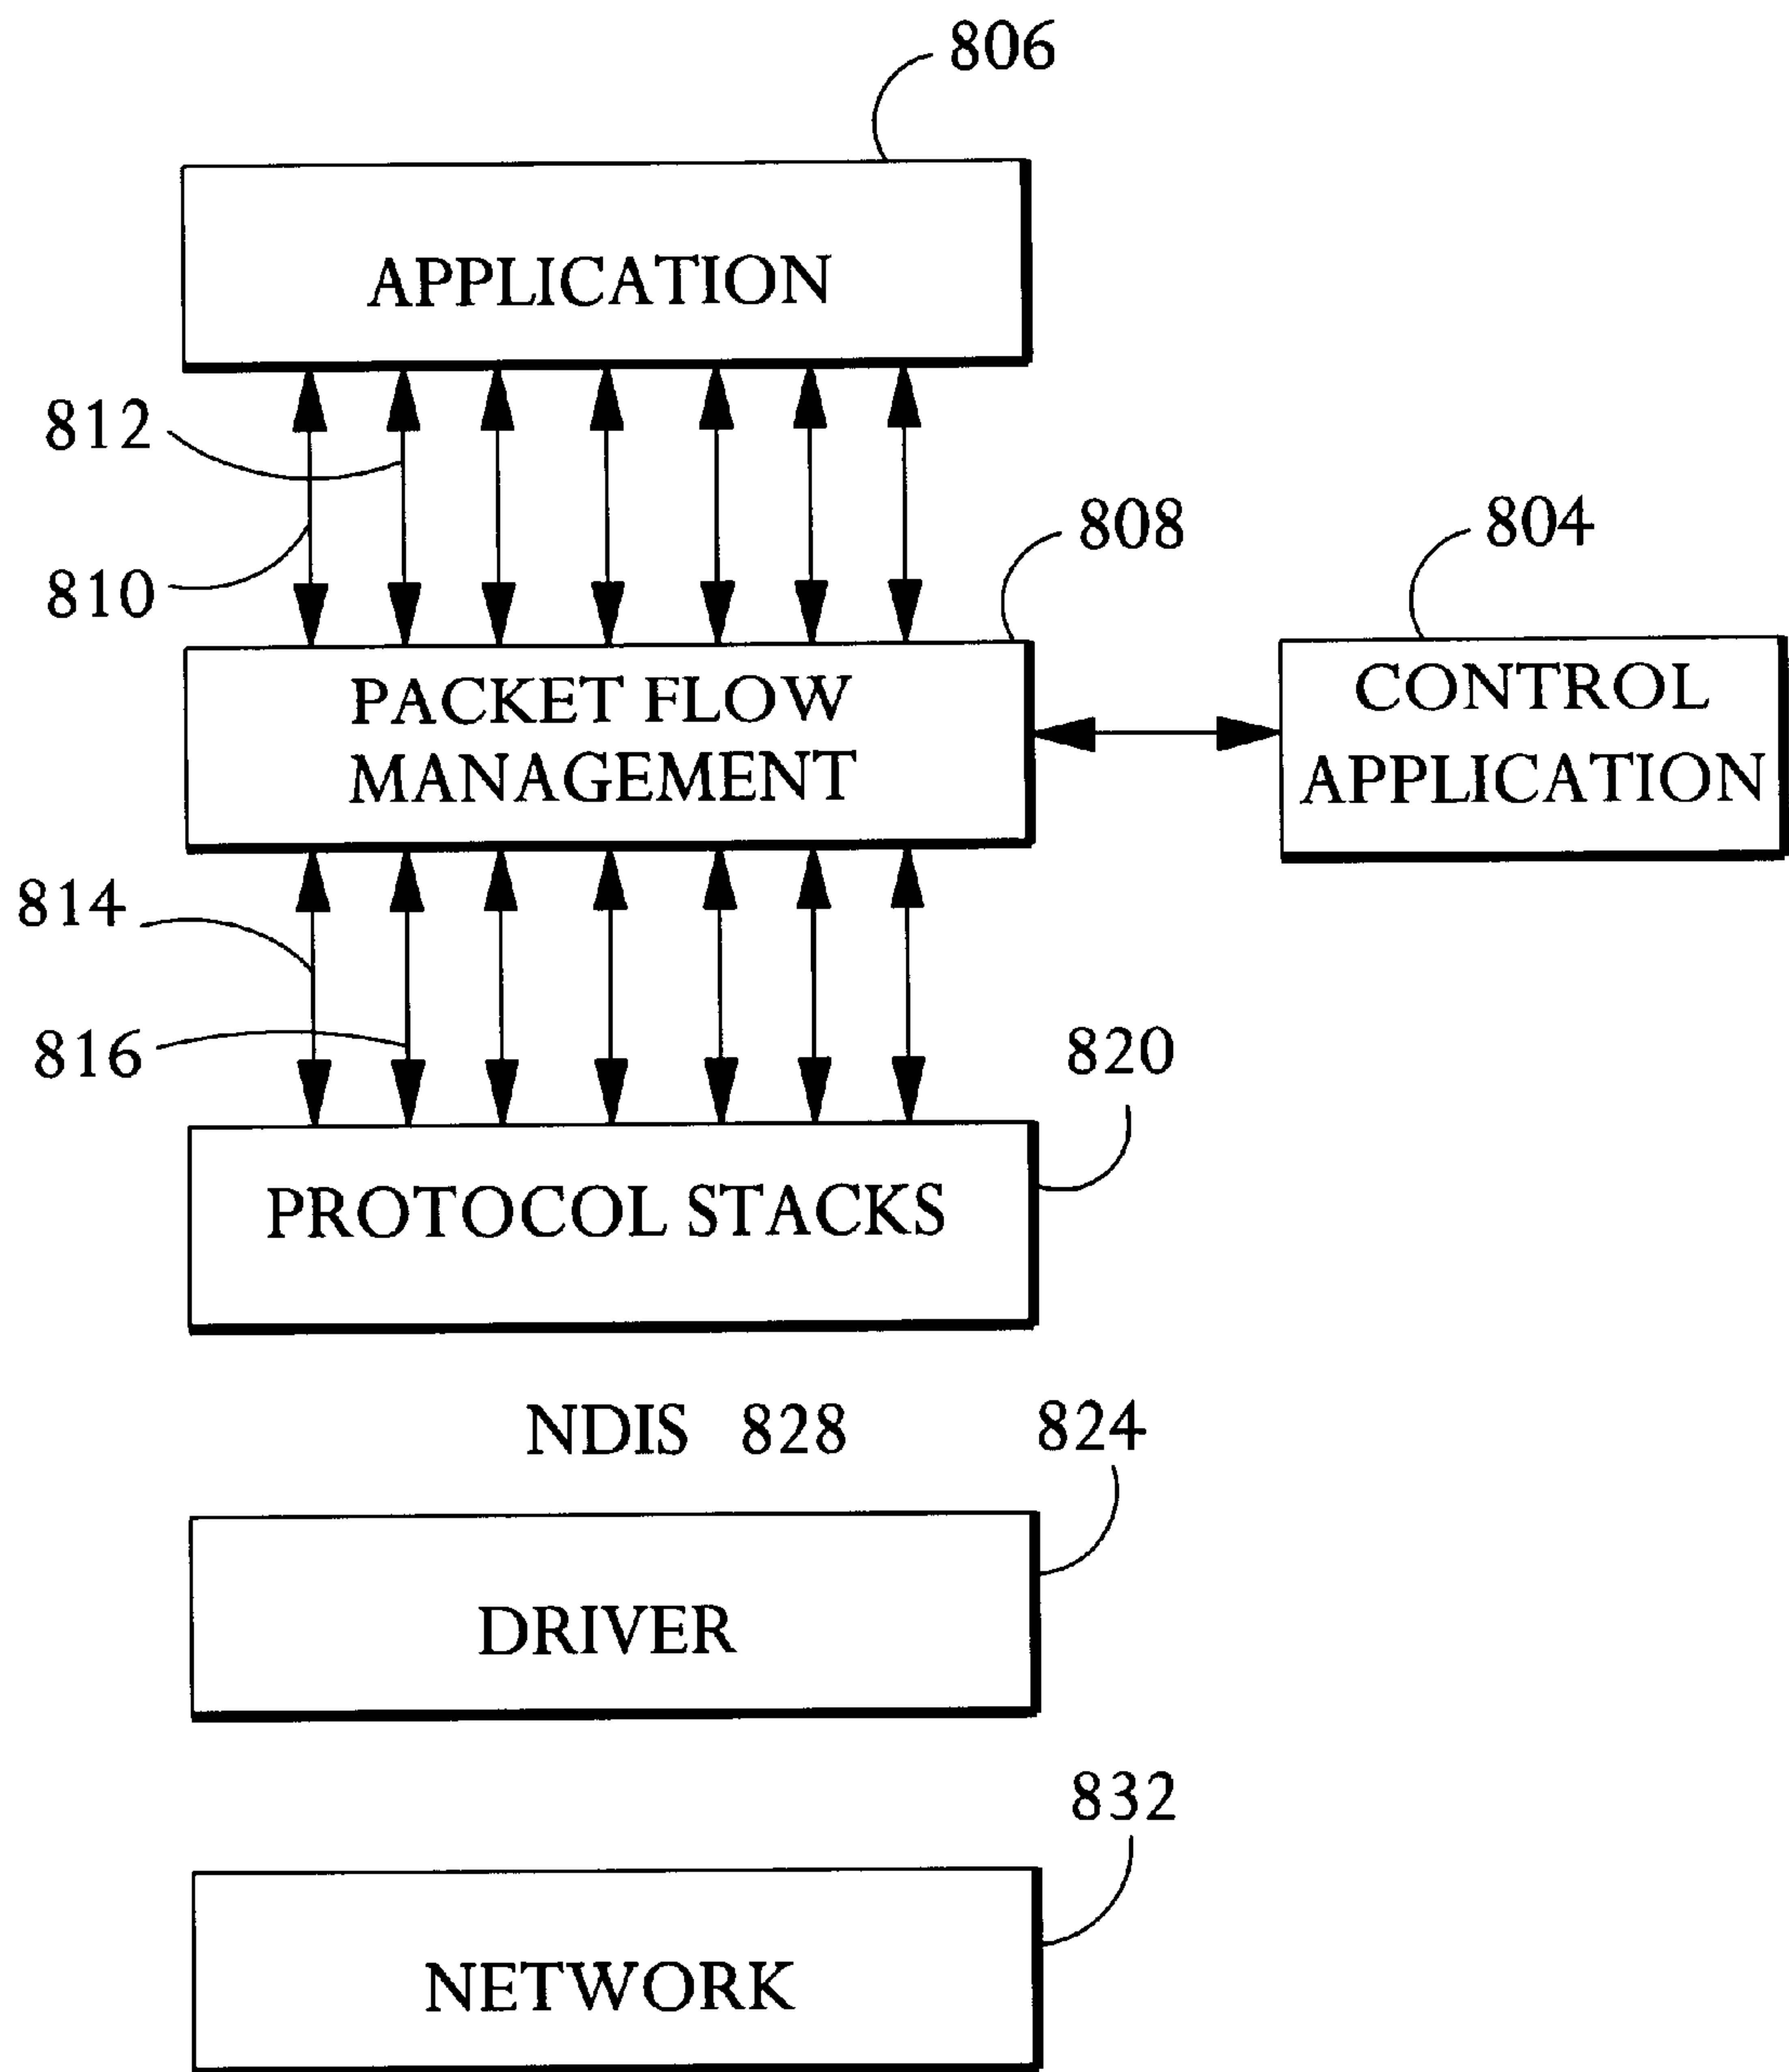 806
APPLICATION
812
810
808
804
PACKET FLOW
MANAGEMENT
CONTROL
APPLICATION
814
816
820
PROTOCOL STACKS
NDIS 828
824
DRIVER
832
NETWORK